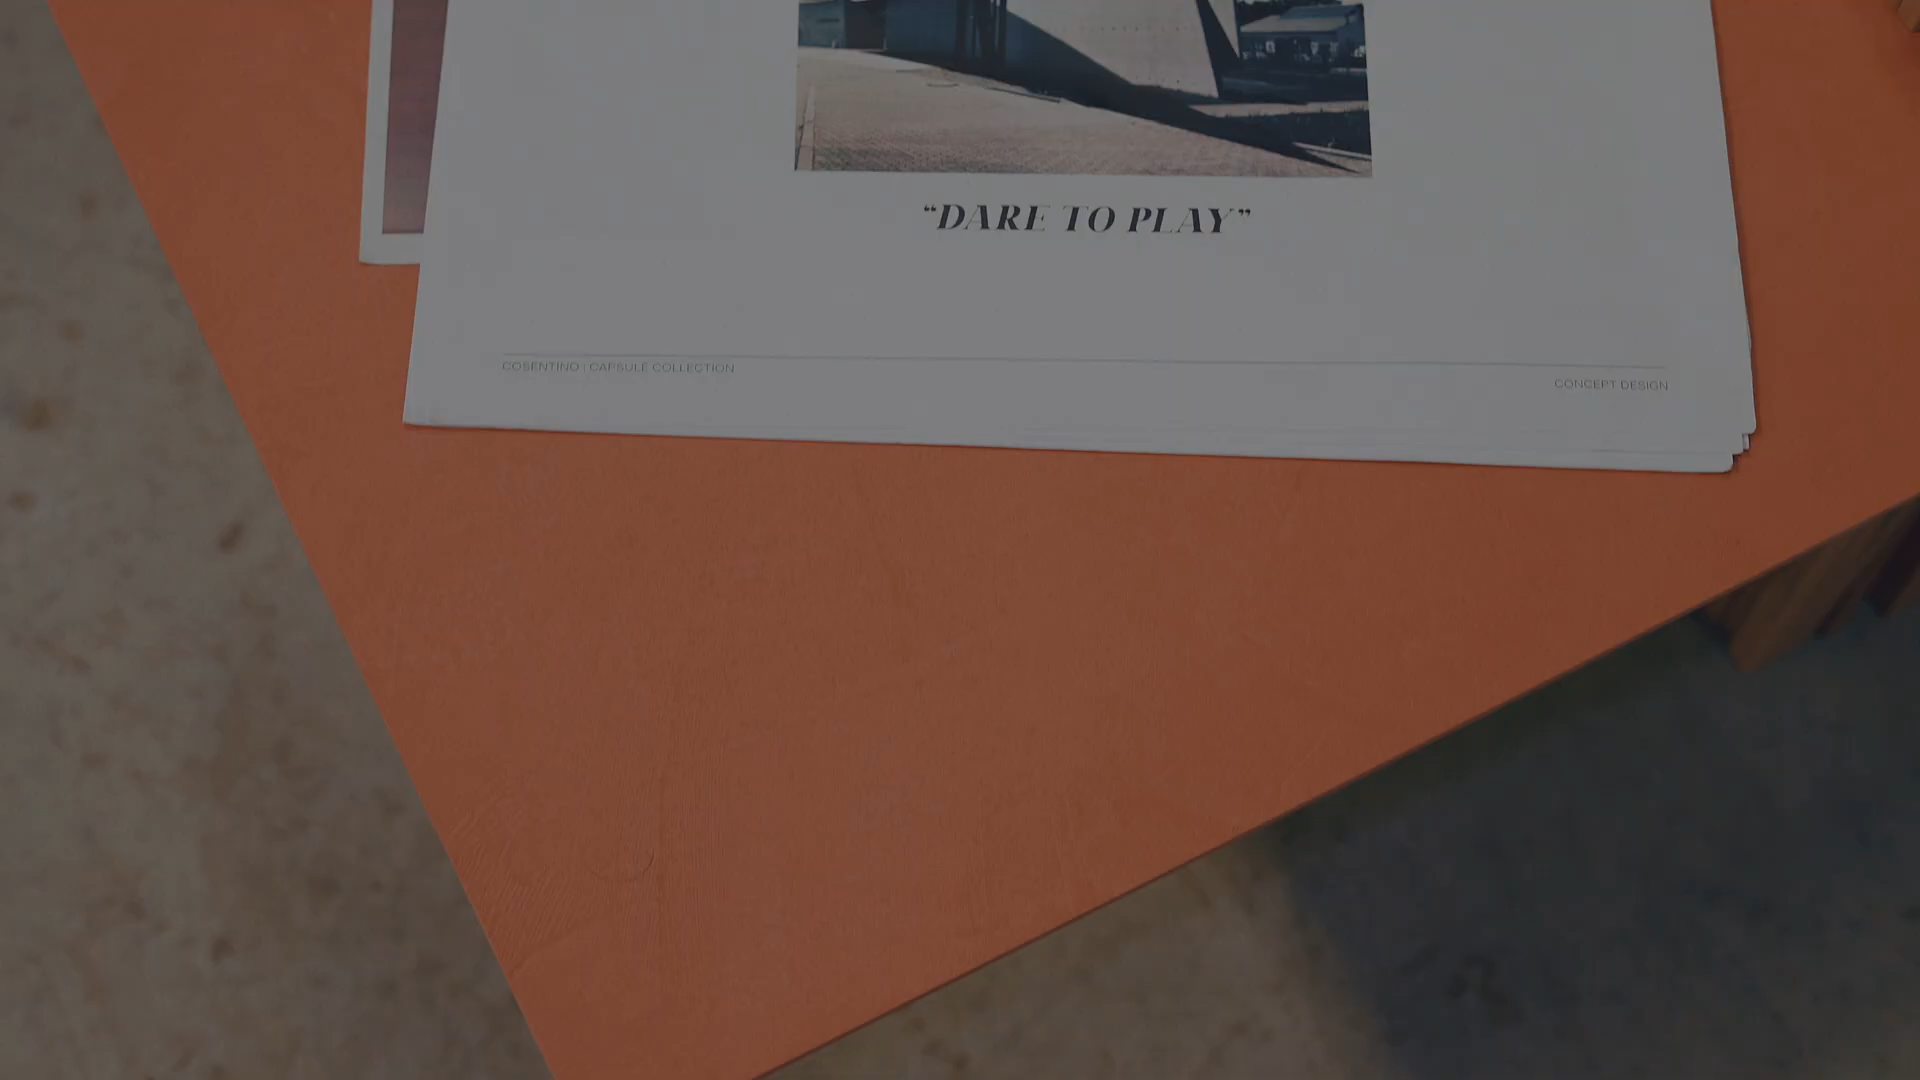 “DARE TO PLAY”
COSENTINO | CAPSULE COLLECTION
CONCEPT DESIGN